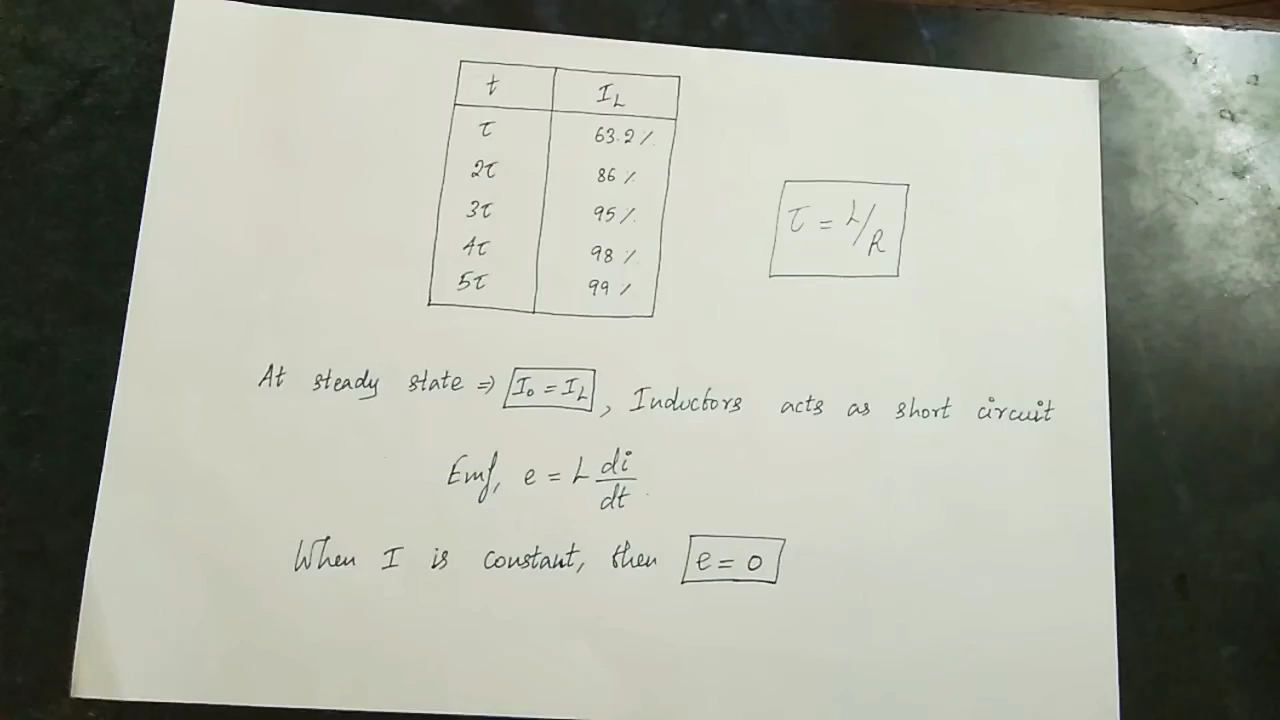 t I_L
τ 63.2%
2τ 86%
3τ 95%
4τ 98%
5τ 99%
τ = L/R
At steady state ⇒ I₀ = I_L, Inductors acts as short circuit
Emf, e = L di/dt
When I is constant, then e = 0